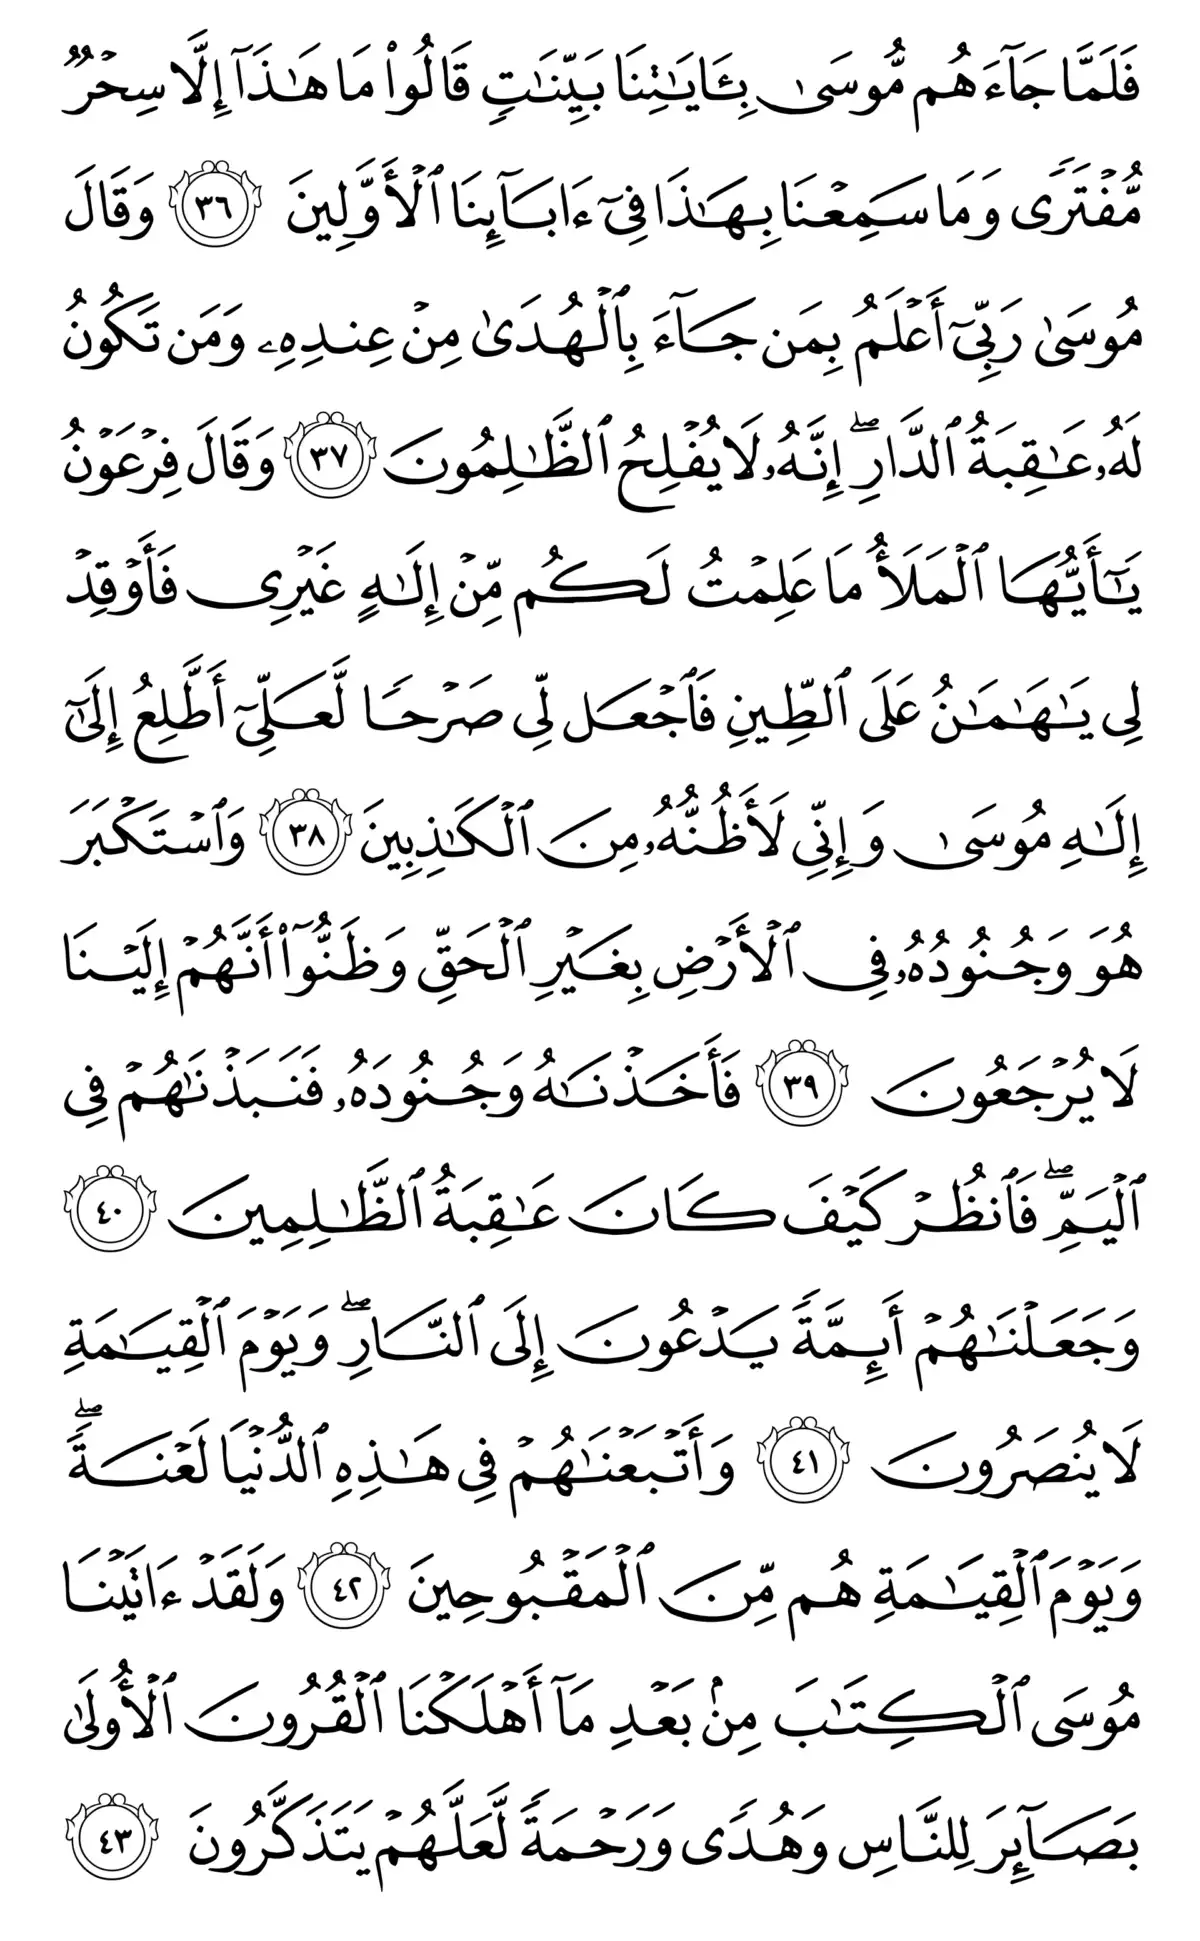 فَلَمَّا جَآءَهُم مُّوسَىٰ بِـَٔايَٰتِنَا بَيِّنَٰتٍ قَالُوا۟ مَا هَٰذَآ إِلَّا سِحْرٌ
مُّفْتَرًى وَمَا سَمِعْنَا بِهَٰذَا فِىٓ ءَابَآئِنَا ٱلْأَوَّلِينَ ٣٦ وَقَالَ
مُوسَىٰ رَبِّىٓ أَعْلَمُ بِمَن جَآءَ بِٱلْهُدَىٰ مِنْ عِندِهِۦ وَمَن تَكُونُ
لَهُۥ عَٰقِبَةُ ٱلدَّارِ ۖ إِنَّهُۥ لَا يُفْلِحُ ٱلظَّٰلِمُونَ ٣٧ وَقَالَ فِرْعَوْنُ
يَٰٓأَيُّهَا ٱلْمَلَأُ مَا عَلِمْتُ لَكُم مِّنْ إِلَٰهٍ غَيْرِى فَأَوْقِدْ
لِى يَٰهَٰمَٰنُ عَلَى ٱلطِّينِ فَٱجْعَل لِّى صَرْحًا لَّعَلِّىٓ أَطَّلِعُ إِلَىٰٓ
إِلَٰهِ مُوسَىٰ وَإِنِّى لَأَظُنُّهُۥ مِنَ ٱلْكَٰذِبِينَ ٣٨ وَٱسْتَكْبَرَ
هُوَ وَجُنُودُهُۥ فِى ٱلْأَرْضِ بِغَيْرِ ٱلْحَقِّ وَظَنُّوٓا۟ أَنَّهُمْ إِلَيْنَا
لَا يُرْجَعُونَ ٣٩ فَأَخَذْنَٰهُ وَجُنُودَهُۥ فَنَبَذْنَٰهُمْ فِى
ٱلْيَمِّ ۖ فَٱنظُرْ كَيْفَ كَانَ عَٰقِبَةُ ٱلظَّٰلِمِينَ ٤٠
وَجَعَلْنَٰهُمْ أَئِمَّةً يَدْعُونَ إِلَى ٱلنَّارِ ۖ وَيَوْمَ ٱلْقِيَٰمَةِ
لَا يُنصَرُونَ ٤١ وَأَتْبَعْنَٰهُمْ فِى هَٰذِهِ ٱلدُّنْيَا لَعْنَةً ۖ
وَيَوْمَ ٱلْقِيَٰمَةِ هُم مِّنَ ٱلْمَقْبُوحِينَ ٤٢ وَلَقَدْ ءَاتَيْنَا
مُوسَى ٱلْكِتَٰبَ مِنۢ بَعْدِ مَآ أَهْلَكْنَا ٱلْقُرُونَ ٱلْأُولَىٰ
بَصَآئِرَ لِلنَّاسِ وَهُدًى وَرَحْمَةً لَّعَلَّهُمْ يَتَذَكَّرُونَ ٤٣